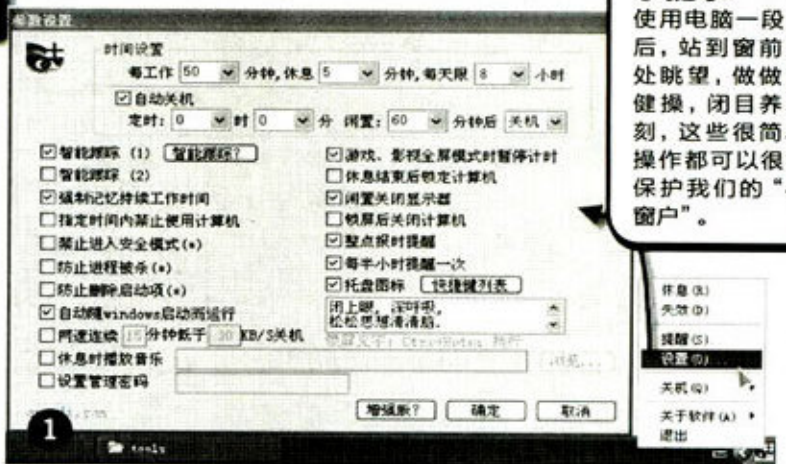 参数设置
时间设置
每工作 50 分钟,休息 5 分钟,每天限 8 小时
自动关机
定时: 0 时 0 分 闲置: 60 分钟后 关机
智能跟踪 (1) 智能跟踪?
智能跟踪 (2)
强制记忆持续工作时间
指定时间内禁止使用计算机
禁止进入安全模式(*)
防止进程被杀(*)
防止删除启动项(*)
自动随windows启动而运行
网速连续 15 分钟低于 30 KB/S关机
休息时播放音乐
设置管理密码
游戏、影视全屏模式时暂停计时
休息结束后锁定计算机
闲置关闭显示器
锁屏后关闭计算机
整点报时提醒
每半小时提醒一次
托盘图标 快捷键列表
闭上眼, 深呼吸,
松松思想清清脑.
浏览...
增强版? 确定 取消
1
tools
使用电脑一段
后，站到窗前
处眺望，做做
健操，闭目养
刻，这些很简
操作都可以很
保护我们的“
窗户”。
休息(R)
失效(D)
提醒(S)
设置(O)
关机(Q)
关于软件(A)
退出